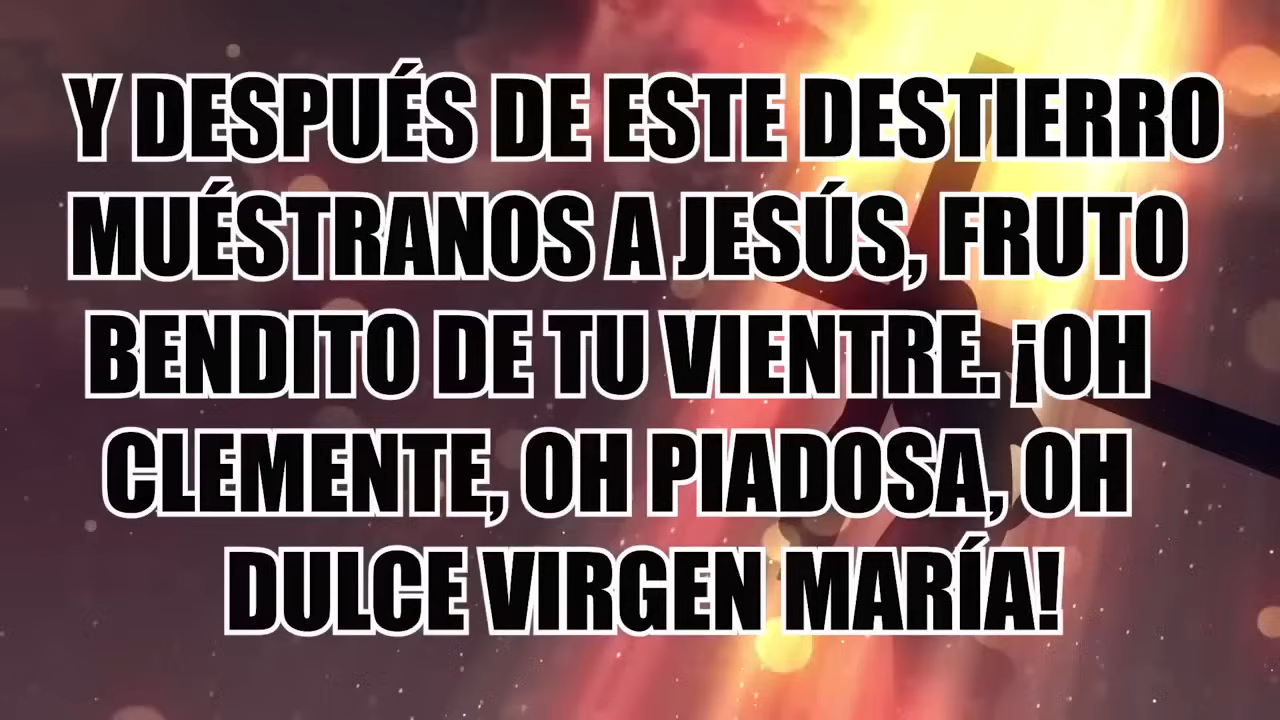 Y DESPUÉS DE ESTE DESTIERRO
MUÉSTRANOS A JESÚS, FRUTO
BENDITO DE TU VIENTRE. ¡OH
CLEMENTE, OH PIADOSA, OH
DULCE VIRGEN MARÍA!